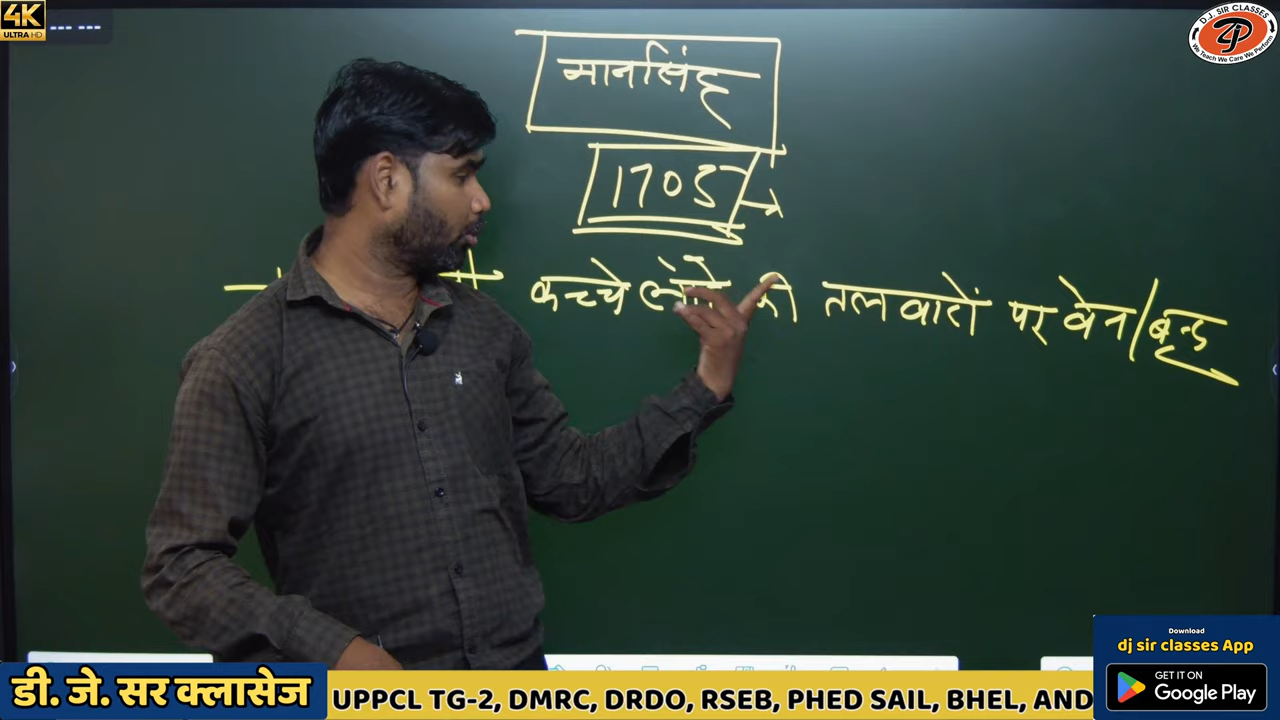 4K
ULTRA HD
D.J. SIR CLASSES
We Teach We Care We Perform
मानसिंह
1705
कच्चे लोहे की तलवारों पर बेन/बून्ड
Download
dj sir classes App
GET IT ON
Google Play
डी. जे. सर क्लासेज
UPPCL TG-2, DMRC, DRDO, RSEB, PHED SAIL, BHEL, AND